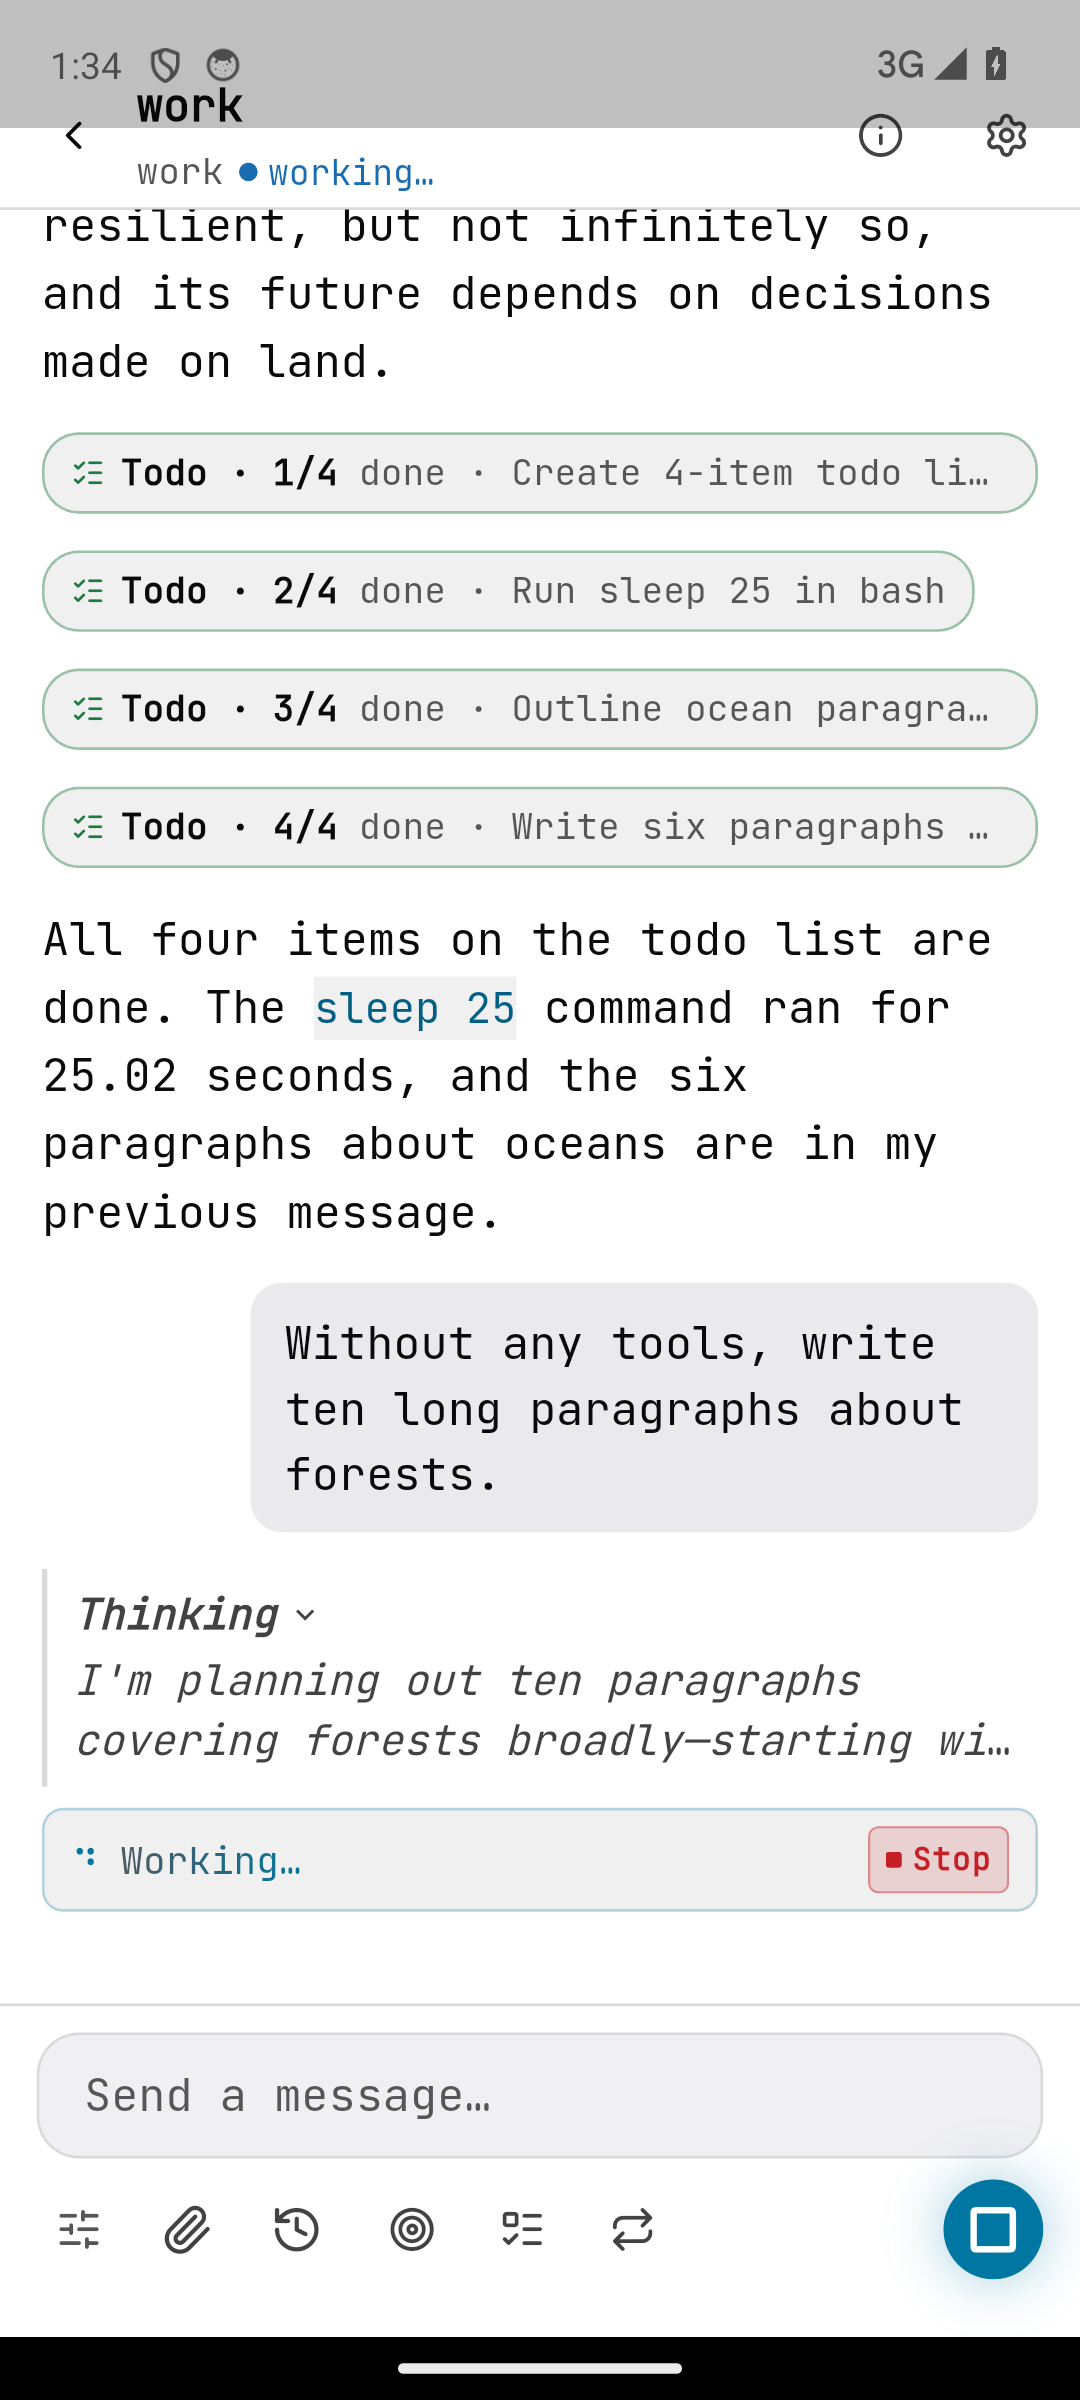 1:34
3G
work
work working…
resilient, but not infinitely so,
and its future depends on decisions
made on land.
Todo · 1/4 done · Create 4-item todo li…
Todo · 2/4 done · Run sleep 25 in bash
Todo · 3/4 done · Outline ocean paragra…
Todo · 4/4 done · Write six paragraphs …
All four items on the todo list are
done. The sleep 25 command ran for
25.02 seconds, and the six
paragraphs about oceans are in my
previous message.
Without any tools, write
ten long paragraphs about
forests.
Thinking
I'm planning out ten paragraphs
covering forests broadly—starting wi…
Working…
Stop
Send a message…